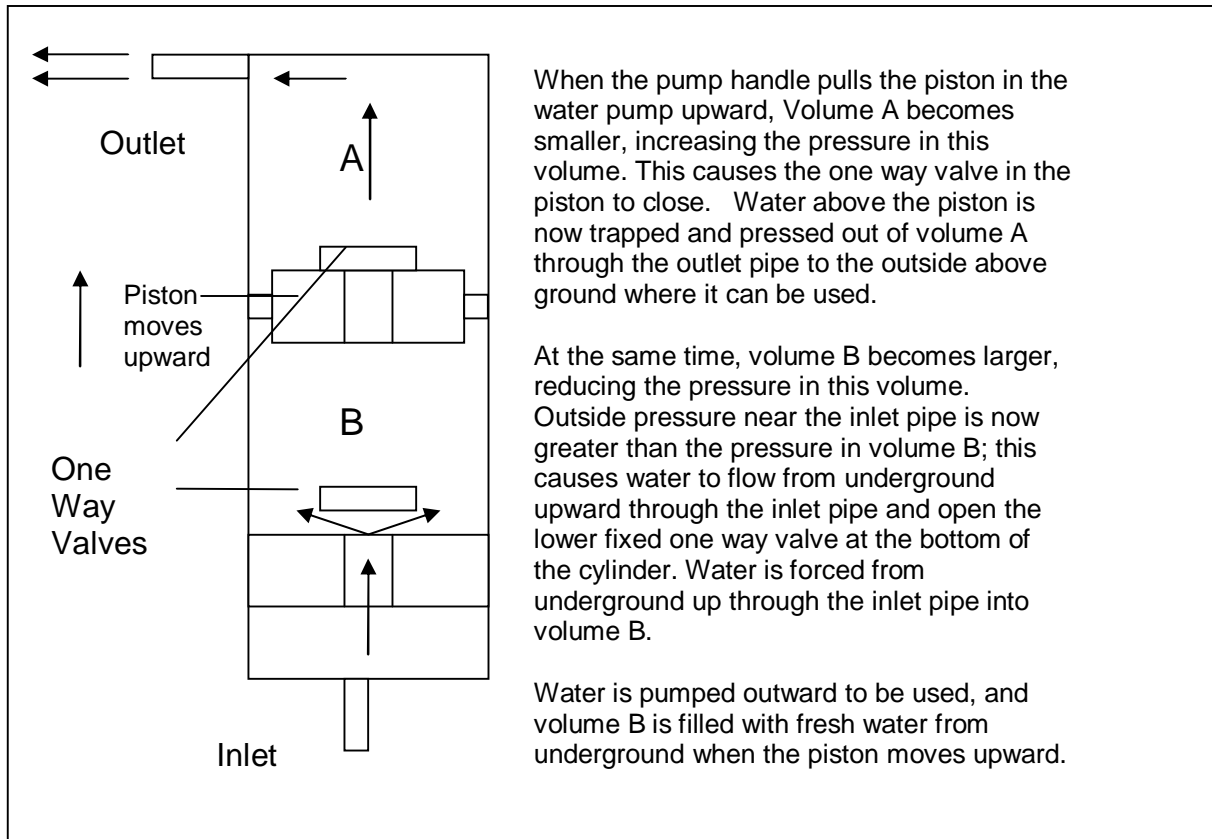 Outlet
A
Piston
moves
upward
B
One
Way
Valves
Inlet
When the pump handle pulls the piston in the
water pump upward, Volume A becomes
smaller, increasing the pressure in this
volume. This causes the one way valve in the
piston to close.   Water above the piston is
now trapped and pressed out of volume A
through the outlet pipe to the outside above
ground where it can be used.
At the same time, volume B becomes larger,
reducing the pressure in this volume.
Outside pressure near the inlet pipe is now
greater than the pressure in volume B; this
causes water to flow from underground
upward through the inlet pipe and open the
lower fixed one way valve at the bottom of
the cylinder. Water is forced from
underground up through the inlet pipe into
volume B.
Water is pumped outward to be used, and
volume B is filled with fresh water from
underground when the piston moves upward.